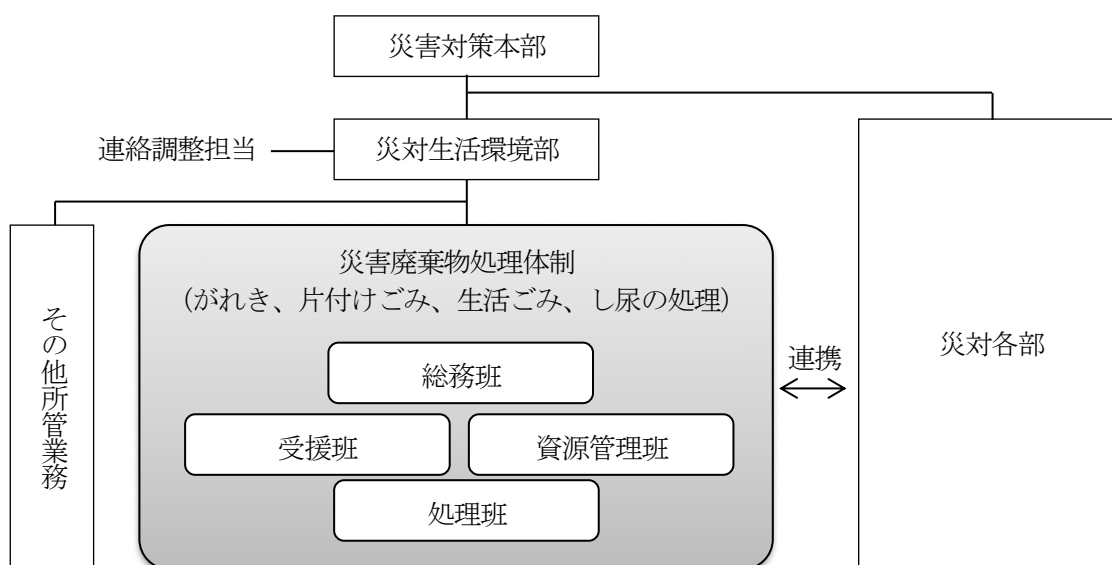 災害対策本部
連絡調整担当
災対生活環境部
その他所管業務
災害廃棄物処理体制
(がれき、片付けごみ、生活ごみ、し尿の処理)
総務班
受援班
資源管理班
処理班
連携
災対各部